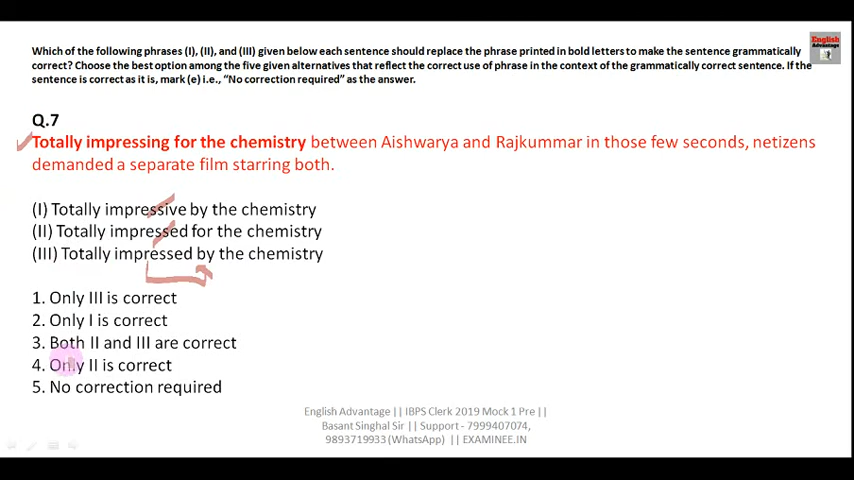 English
Advantage
Which of the following phrases (I), (II), and (III) given below each sentence should replace the phrase printed in bold letters to make the sentence grammatically
correct? Choose the best option among the five given alternatives that reflect the correct use of phrase in the context of the grammatically correct sentence. If the
sentence is correct as it is, mark (e) i.e., “No correction required” as the answer.
Q.7
Totally impressing for the chemistry between Aishwarya and Rajkummar in those few seconds, netizens
demanded a separate film starring both.
(I) Totally impressive by the chemistry
(II) Totally impressed for the chemistry
(III) Totally impressed by the chemistry
1. Only III is correct
2. Only I is correct
3. Both II and III are correct
4. Only II is correct
5. No correction required
English Advantage || IBPS Clerk 2019 Mock 1 Pre ||
Basant Singhal Sir || Support - 7999407074,
9893719933 (WhatsApp) || EXAMINEE.IN